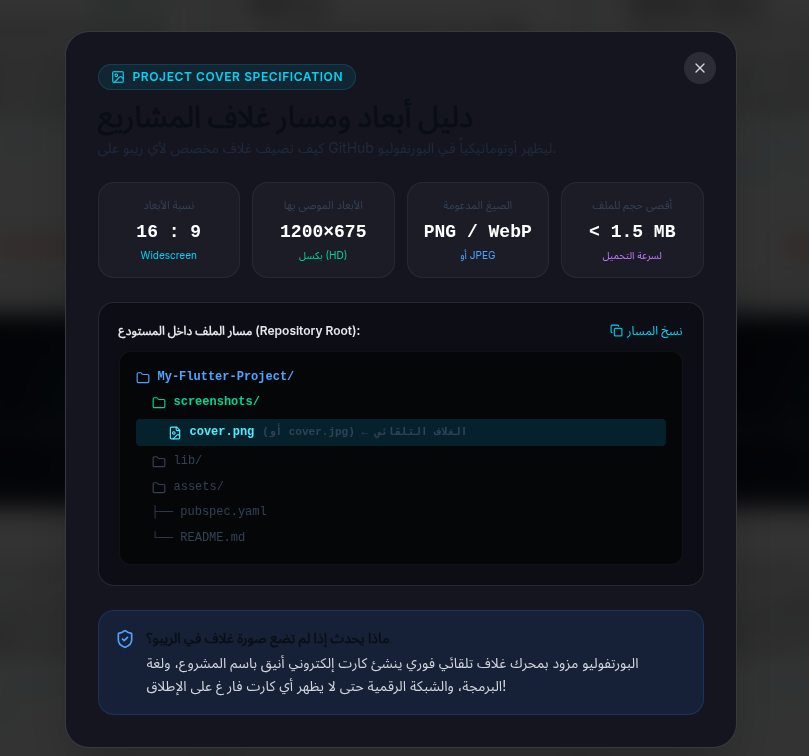 PROJECT COVER SPECIFICATION
دليل أبعاد ومسار غلاف المشاريع
كيف تضيف غلاف مخصص لأي ريبو على GitHub ليظهر أوتوماتيكياً في البورتفوليو.
نسبة الأبعاد
16 : 9
Widescreen
الأبعاد الموصى بها
1200×675
بكسل (HD)
الصيغ المدعومة
PNG / WebP
أو JPEG
أقصى حجم للملف
< 1.5 MB
لسرعة التحميل
مسار الملف داخل المستودع (Repository Root):
نسخ المسار
My-Flutter-Project/
screenshots/
cover.png (أو cover.jpg) ← الغلاف التلقائي
lib/
assets/
├── pubspec.yaml
└── README.md
ماذا يحدث إذا لم تضع صورة غلاف في الريبو؟
البورتفوليو مزود بمحرك غلاف تلقائي فوري ينشئ كارت إلكتروني أنيق باسم المشروع، ولغة
البرمجة، والشبكة الرقمية حتى لا يظهر أي كارت فارغ على الإطلاق!